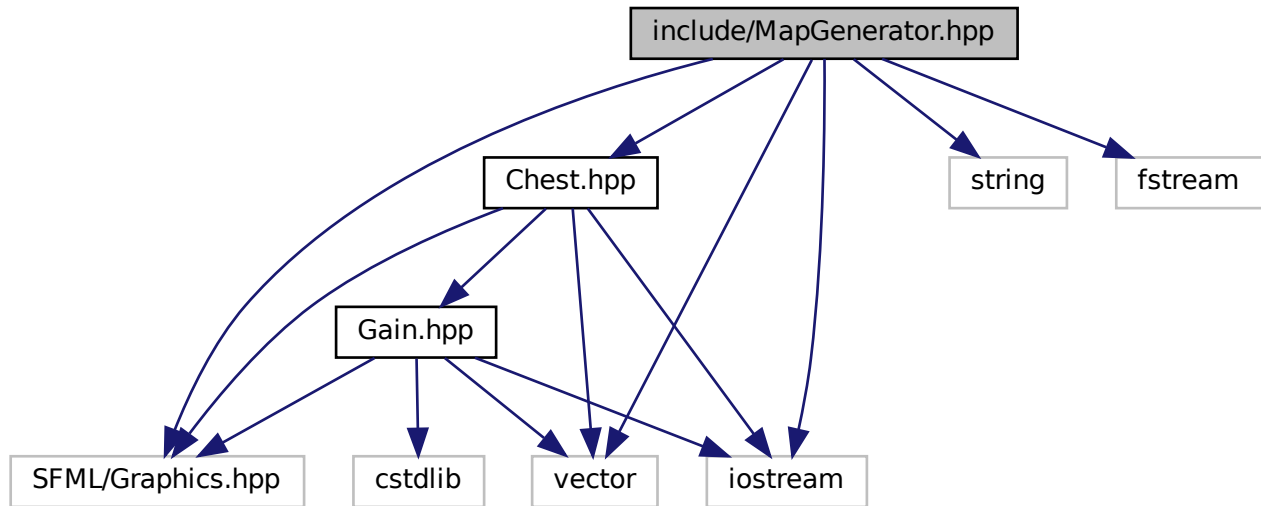 include/MapGenerator.hpp
Chest.hpp
string
fstream
Gain.hpp
SFML/Graphics.hpp
cstdlib
vector
iostream